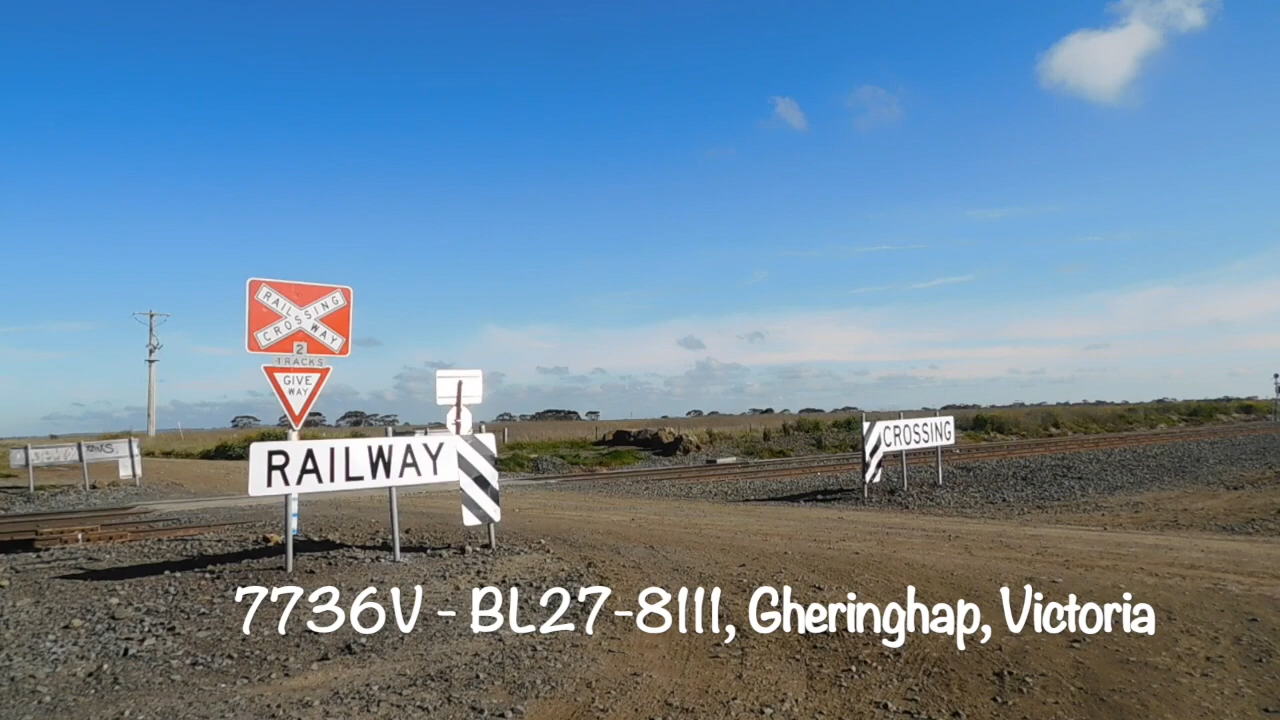 RAILWAY
CROSSING
2
TRACKS
GIVE
WAY
RAILWAY
CROSSING
7736V - BL27-8111, Gheringhap, Victoria